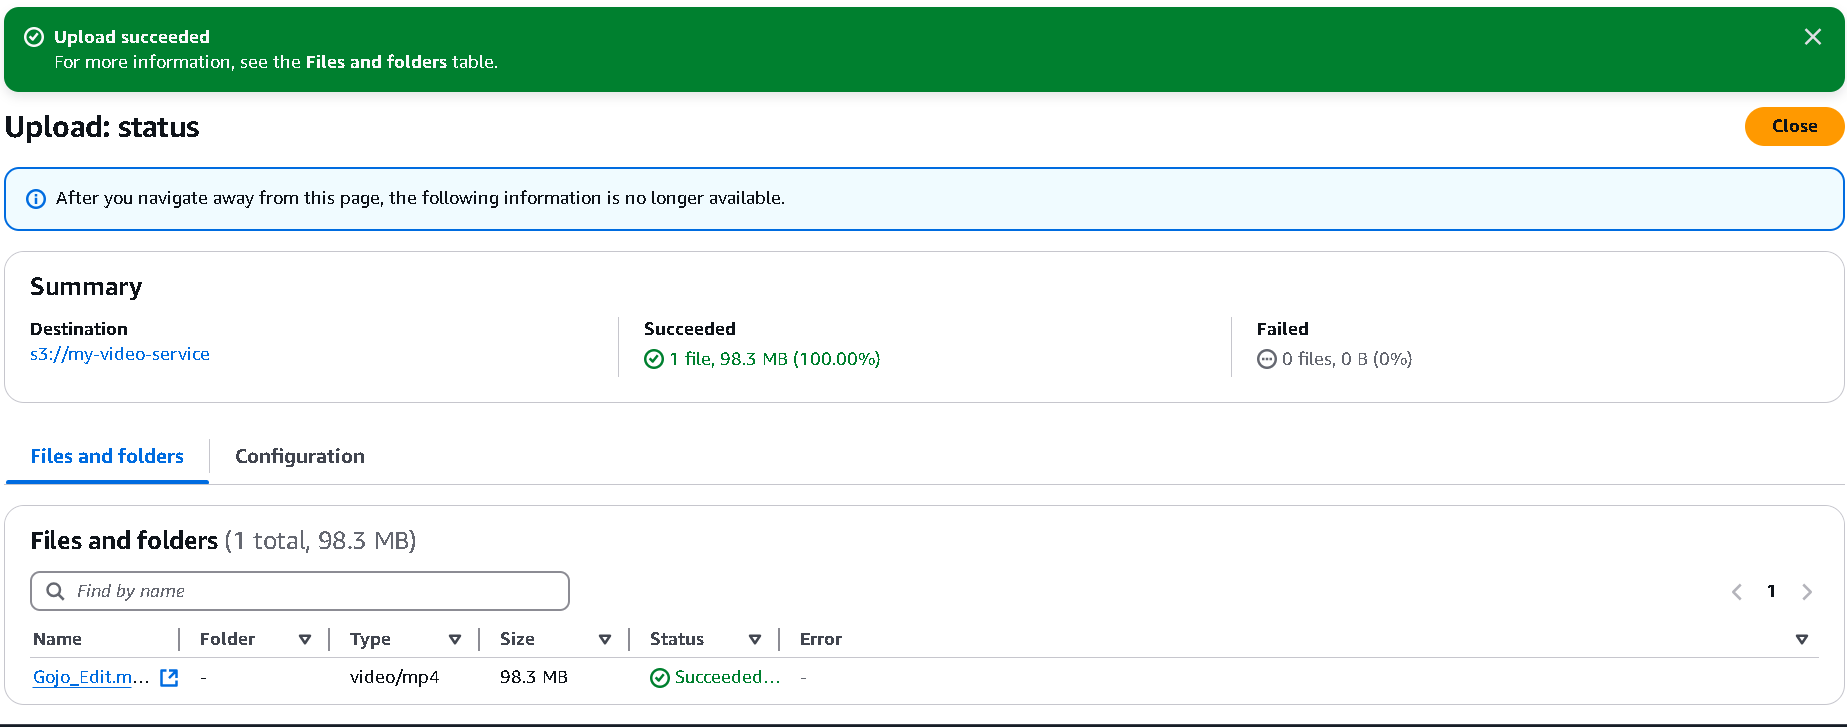 Upload succeeded
For more information, see the Files and folders table.
Upload: status
Close
After you navigate away from this page, the following information is no longer available.
Summary
Destination
s3://my-video-service
Succeeded
1 file, 98.3 MB (100.00%)
Failed
0 files, 0 B (0%)
Files and folders
Configuration
Files and folders (1 total, 98.3 MB)
Find by name
1
Name Folder Type Size Status Error
Gojo_Edit.m... - video/mp4 98.3 MB Succeeded... -